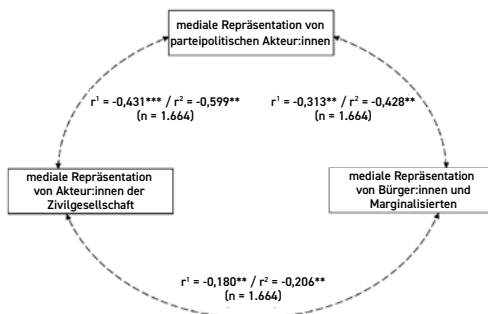 mediale Repräsentation von
parteipolitischen Akteur:innen
r¹ = -0,431*** / r² = -0,599**
(n = 1.664)
r¹ = -0,313** / r² = -0,428**
(n = 1.664)
mediale Repräsentation
von Akteur:innen der
Zivilgesellschaft
mediale Repräsentation
von Bürger:innen und
Marginalisierten
r¹ = -0,180** / r² = -0,206**
(n = 1.664)